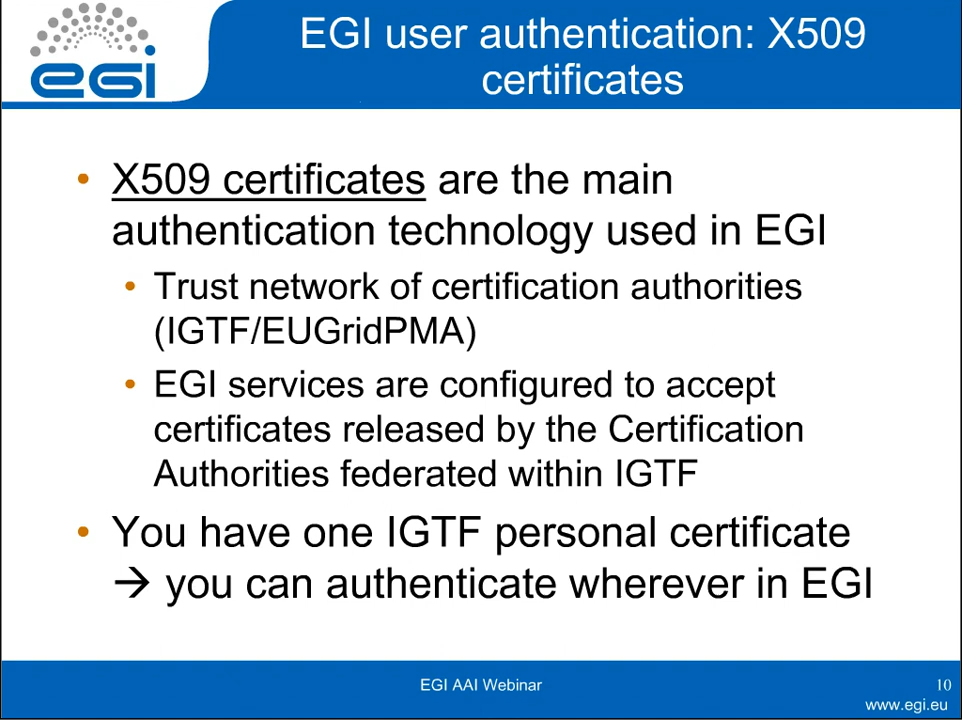 egi
EGI user authentication: X509
certificates
• X509 certificates are the main
authentication technology used in EGI
• Trust network of certification authorities
(IGTF/EUGridPMA)
• EGI services are configured to accept
certificates released by the Certification
Authorities federated within IGTF
• You have one IGTF personal certificate
→ you can authenticate wherever in EGI
EGI AAI Webinar
10
www.egi.eu